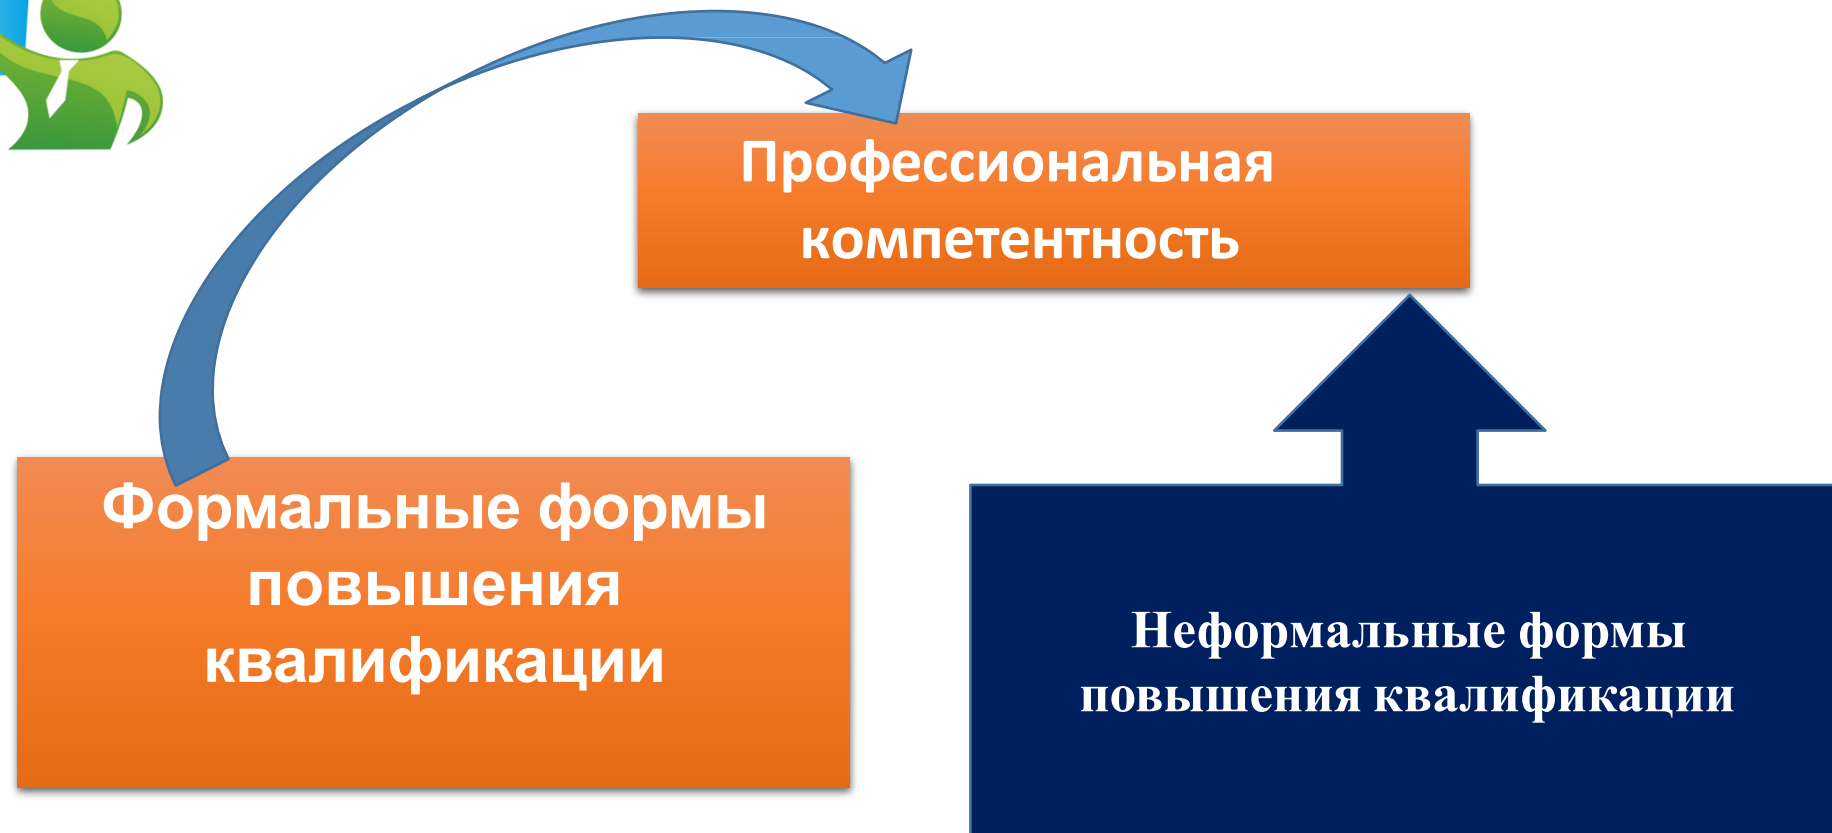 Профессиональная
компетентность
Формальные формы
повышения
квалификации
Неформальные формы
повышения квалификации